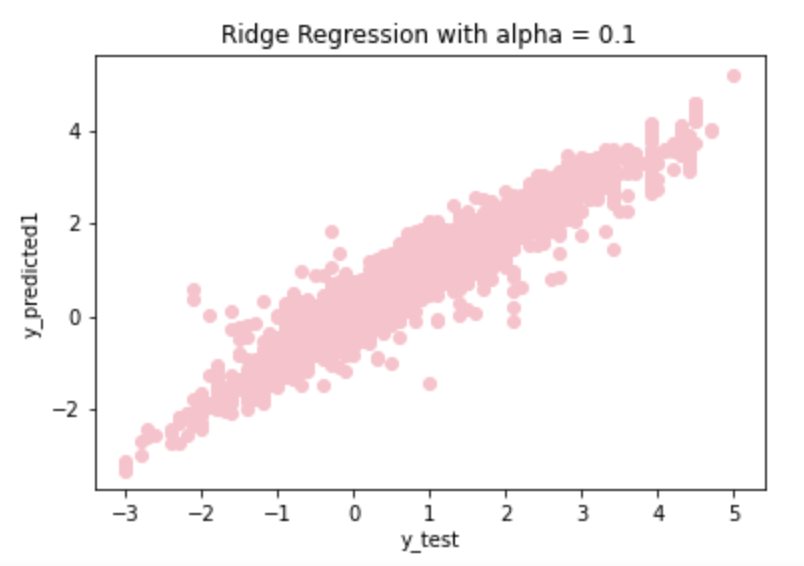 Ridge Regression with alpha = 0.1
y_predicted1
4
2
0
−2
−3 −2 −1 0 1 2 3 4 5
y_test